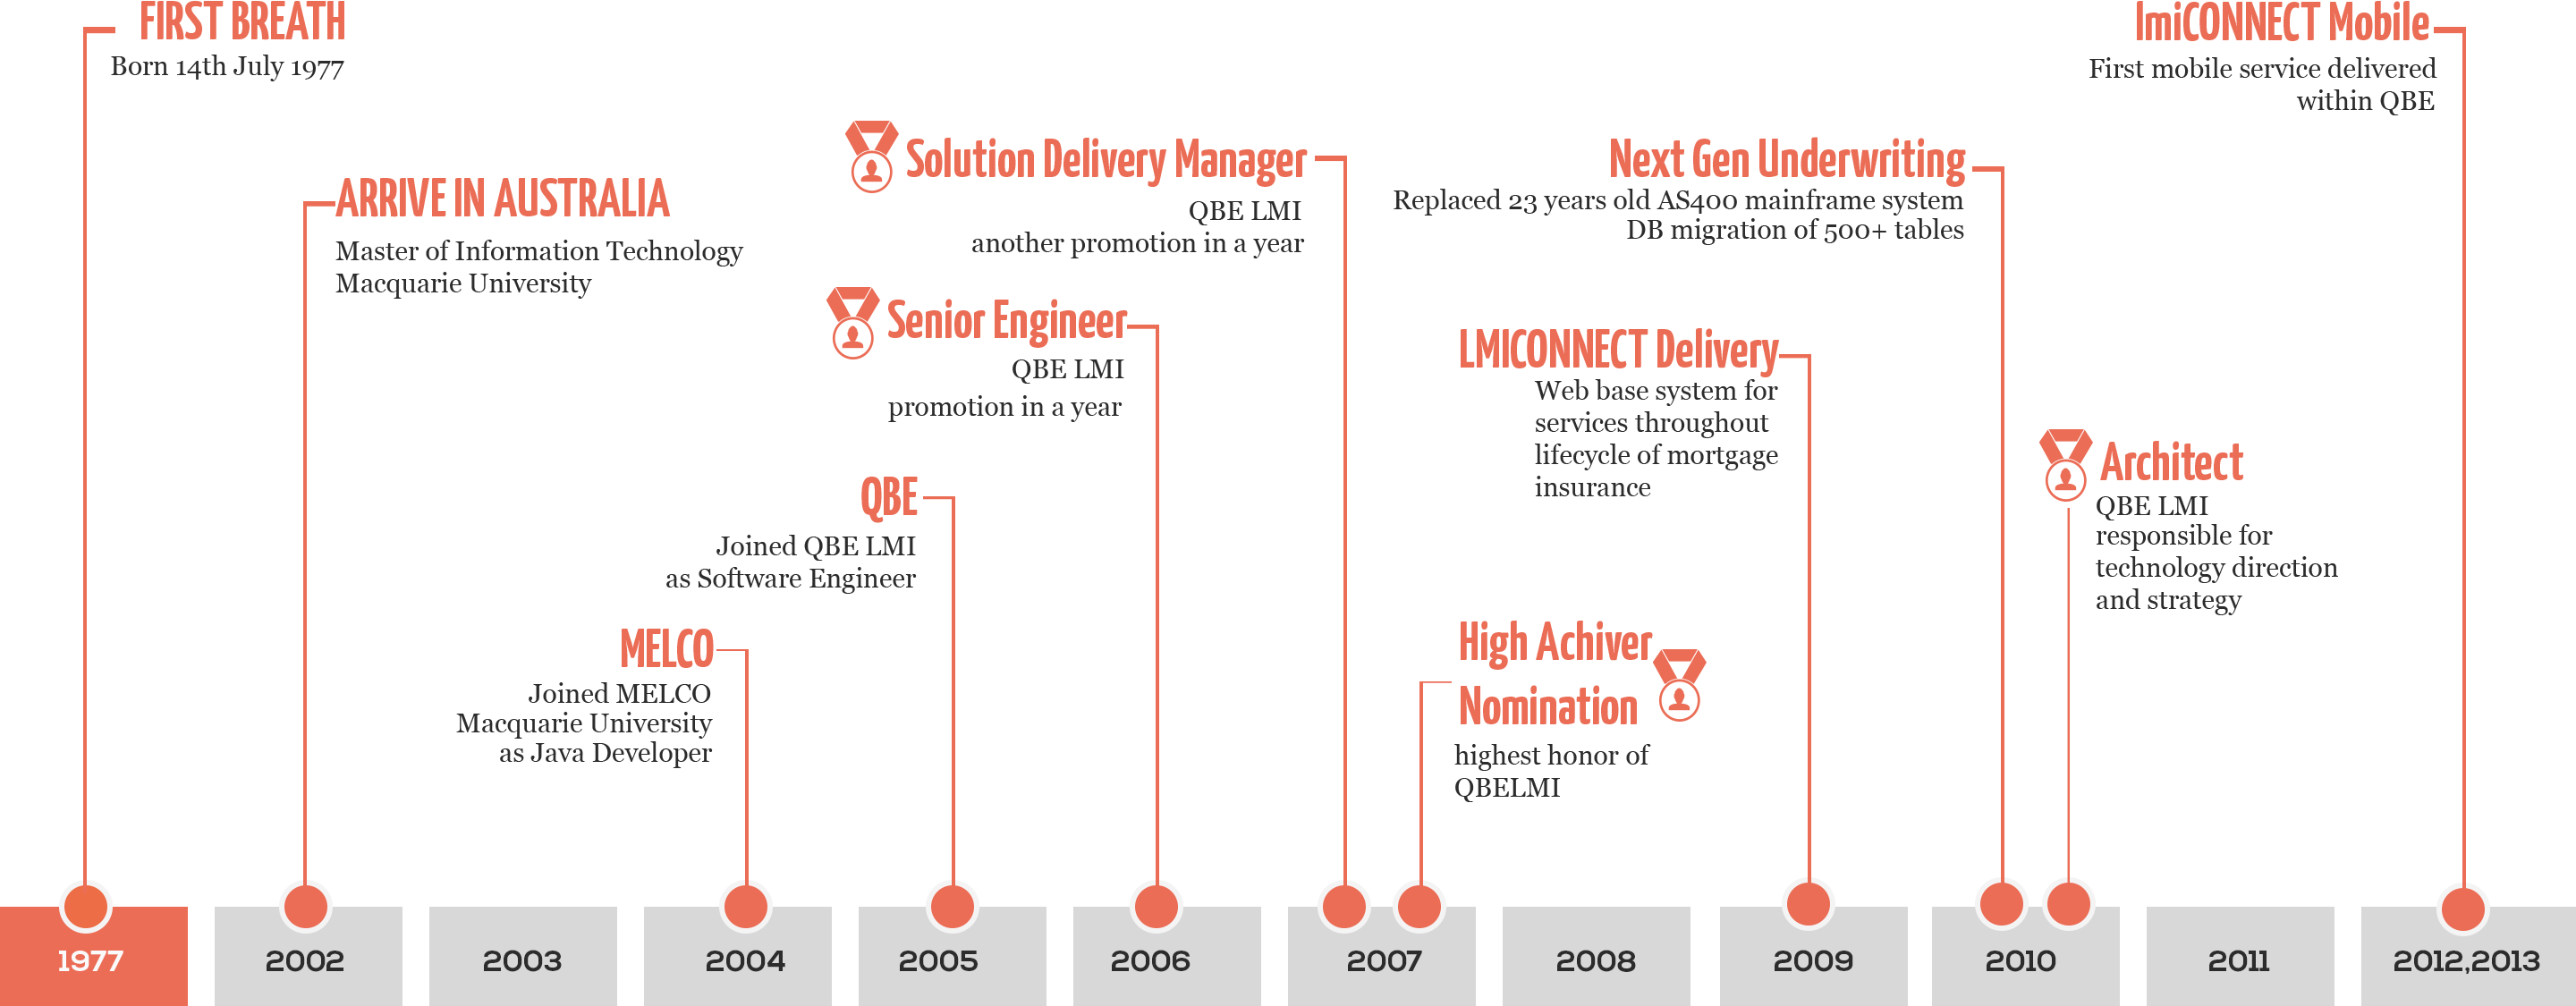 FIRST BREATH
Born 14th July 1977
ARRIVE IN AUSTRALIA
Master of Information Technology
Macquarie University
MELCO
Joined MELCO
Macquarie University
as Java Developer
QBE
Joined QBE LMI
as Software Engineer
Senior Engineer
QBE LMI
promotion in a year
Solution Delivery Manager
QBE LMI
another promotion in a year
High Achiver
Nomination
highest honor of
QBELMI
LMICONNECT Delivery
Web base system for
services throughout
lifecycle of mortgage
insurance
Next Gen Underwriting
Replaced 23 years old AS400 mainframe system
DB migration of 500+ tables
Architect
QBE LMI
responsible for
technology direction
and strategy
lmiCONNECT Mobile
First mobile service delivered
within QBE
1977
2002
2003
2004
2005
2006
2007
2008
2009
2010
2011
2012,2013